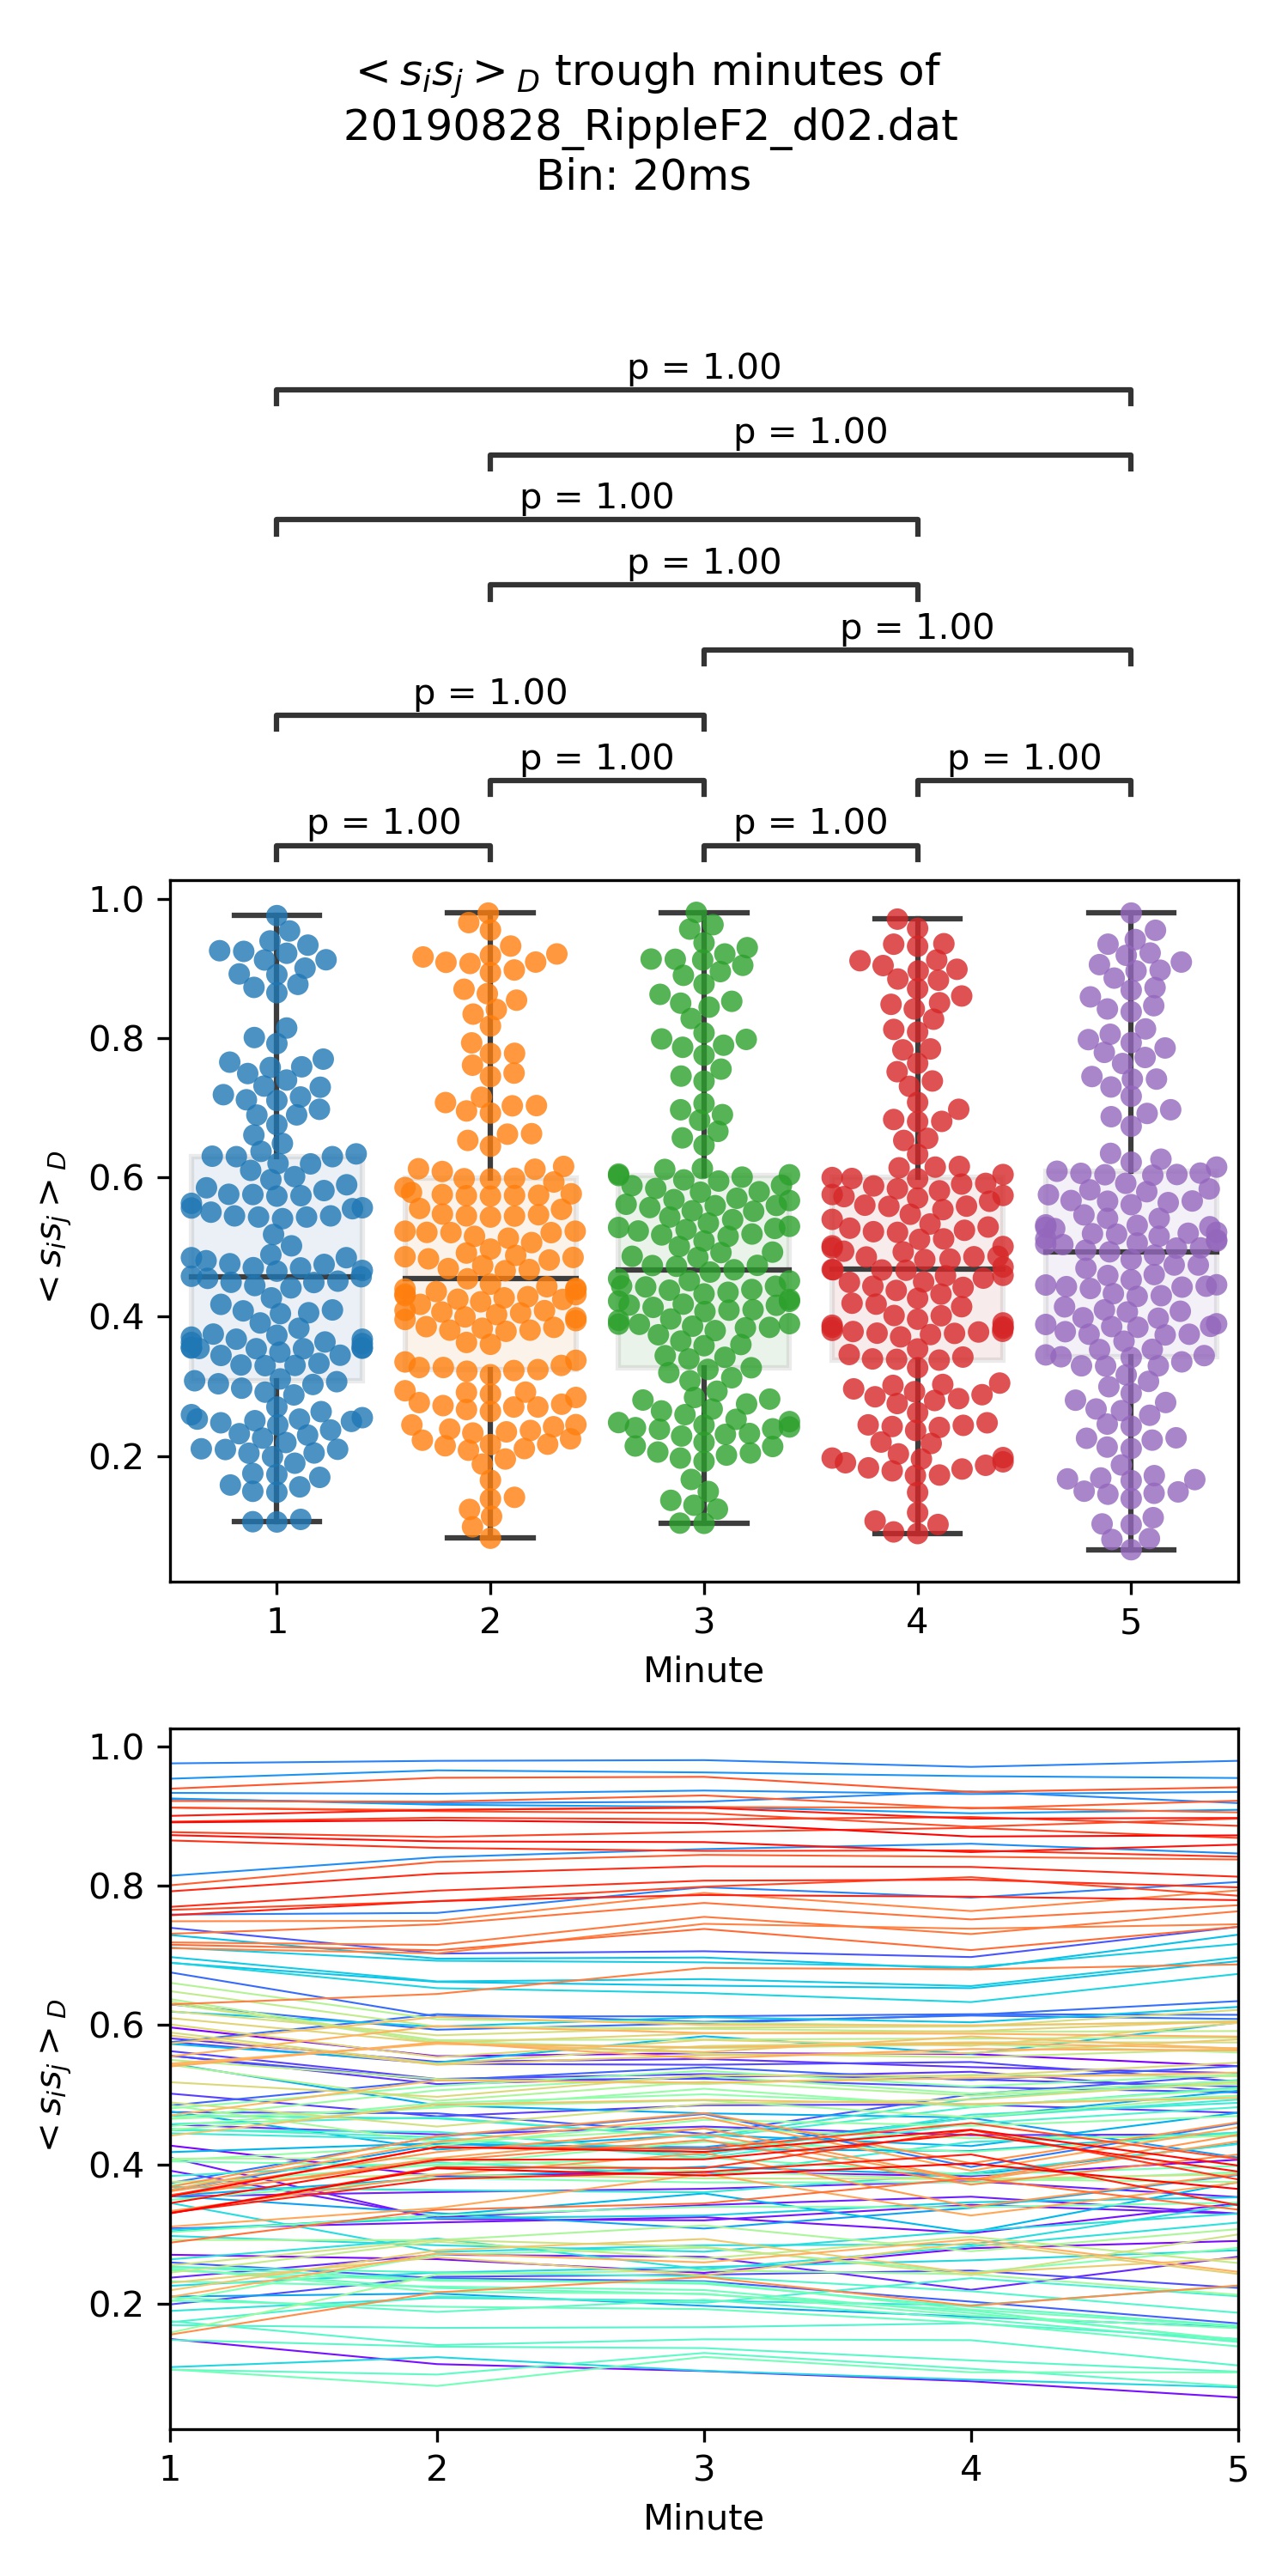 < s_i s_j >_D trough minutes of
20190828_RippleF2_d02.dat
Bin: 20ms
p = 1.00
p = 1.00
p = 1.00
p = 1.00
p = 1.00
p = 1.00
p = 1.00 p = 1.00
p = 1.00 p = 1.00
1.0
0.8
0.6
0.4
0.2
< s_i s_j >_D
1 2 3 4 5
Minute
1.0
0.8
0.6
0.4
0.2
< s_i s_j >_D
1 2 3 4 5
Minute